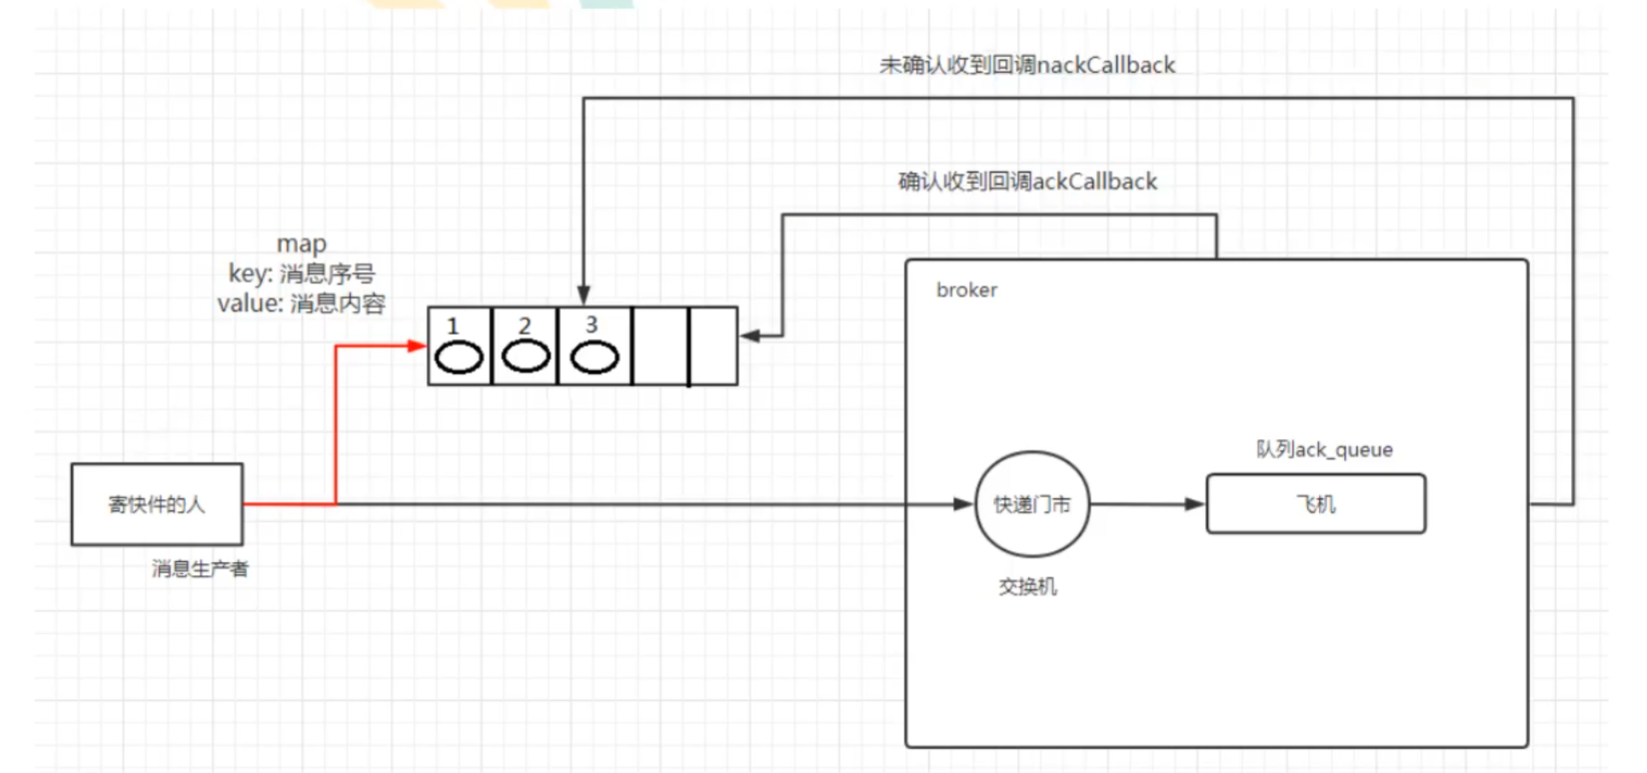 未确认收到回调nackCallback
确认收到回调ackCallback
map
key: 消息序号
value: 消息内容
1 2 3
broker
队列ack_queue
寄快件的人
快递门市
飞机
消息生产者
交换机